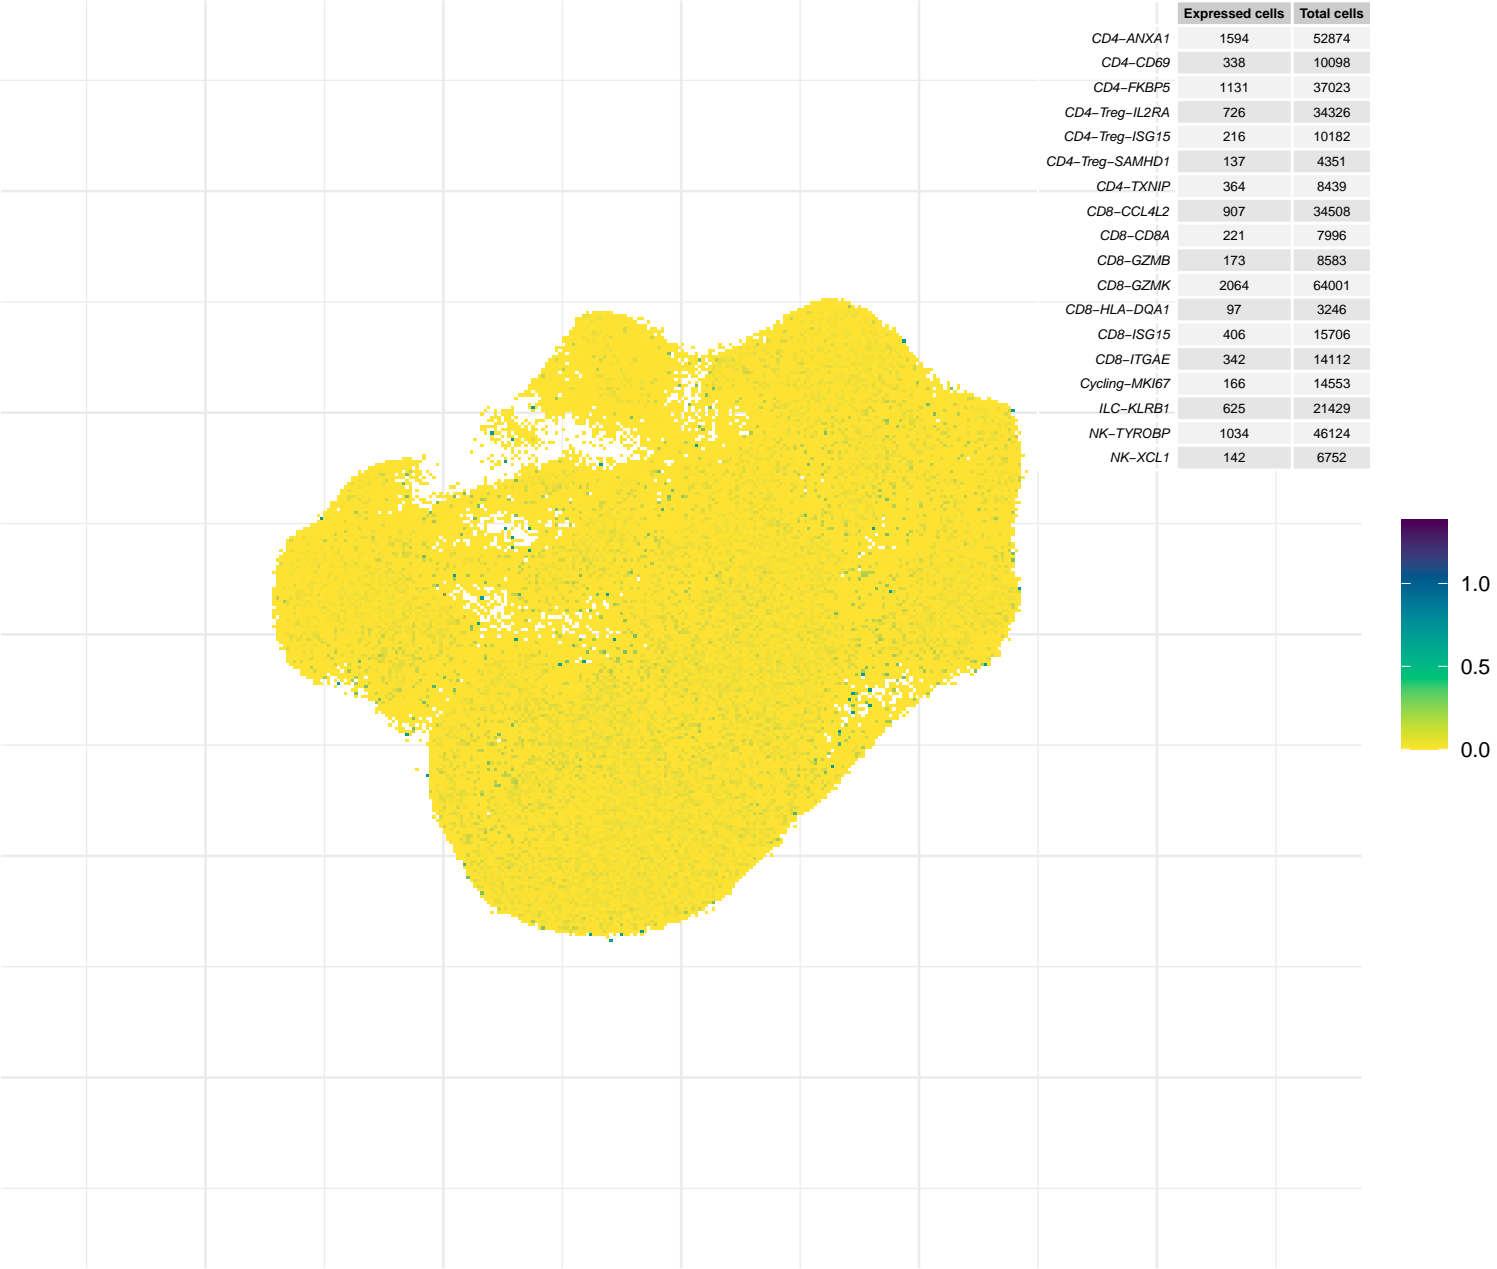 Expressed cells Total cells
CD4−ANXA1 1594 52874
CD4−CD69 338 10098
CD4−FKBP5 1131 37023
CD4−Treg−IL2RA 726 34326
CD4−Treg−ISG15 216 10182
CD4−Treg−SAMHD1 137 4351
CD4−TXNIP 364 8439
CD8−CCL4L2 907 34508
CD8−CD8A 221 7996
CD8−GZMB 173 8583
CD8−GZMK 2064 64001
CD8−HLA−DQA1 97 3246
CD8−ISG15 406 15706
CD8−ITGAE 342 14112
Cycling−MKI67 166 14553
ILC−KLRB1 625 21429
NK−TYROBP 1034 46124
NK−XCL1 142 6752
1.0
0.5
0.0